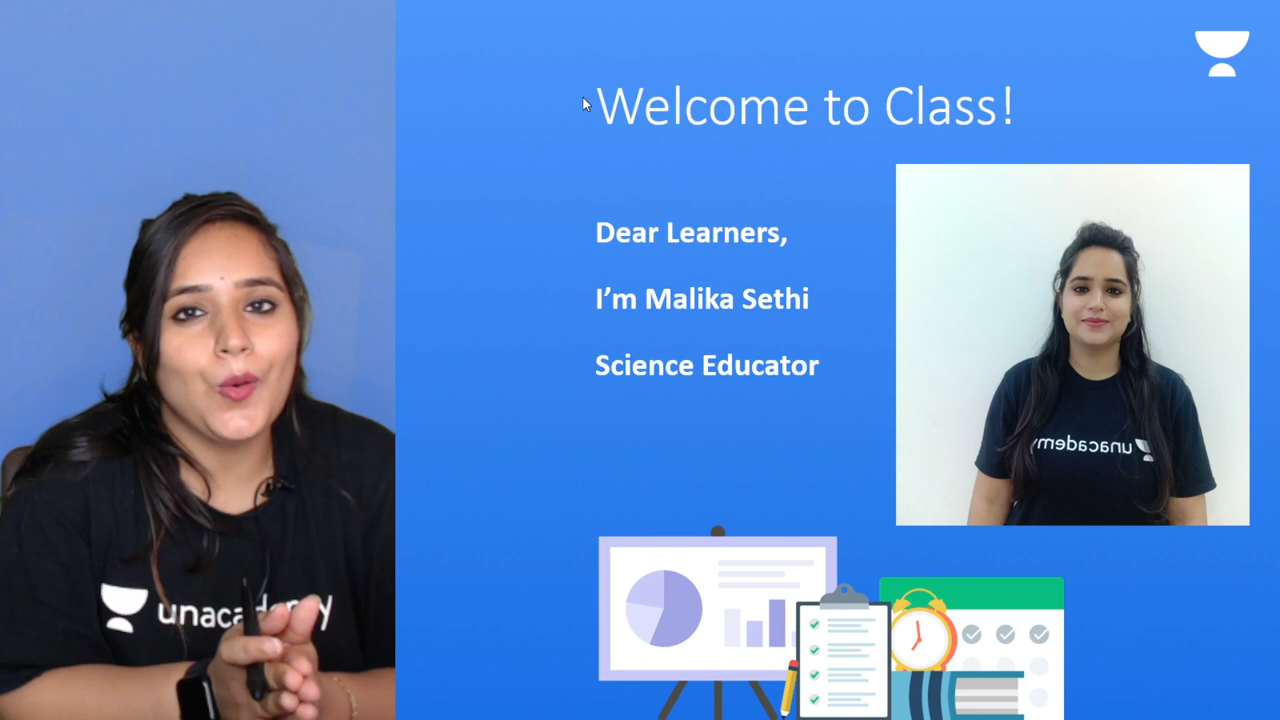 Welcome to Class!
Dear Learners,
I'm Malika Sethi
Science Educator
unacademy
unacademy